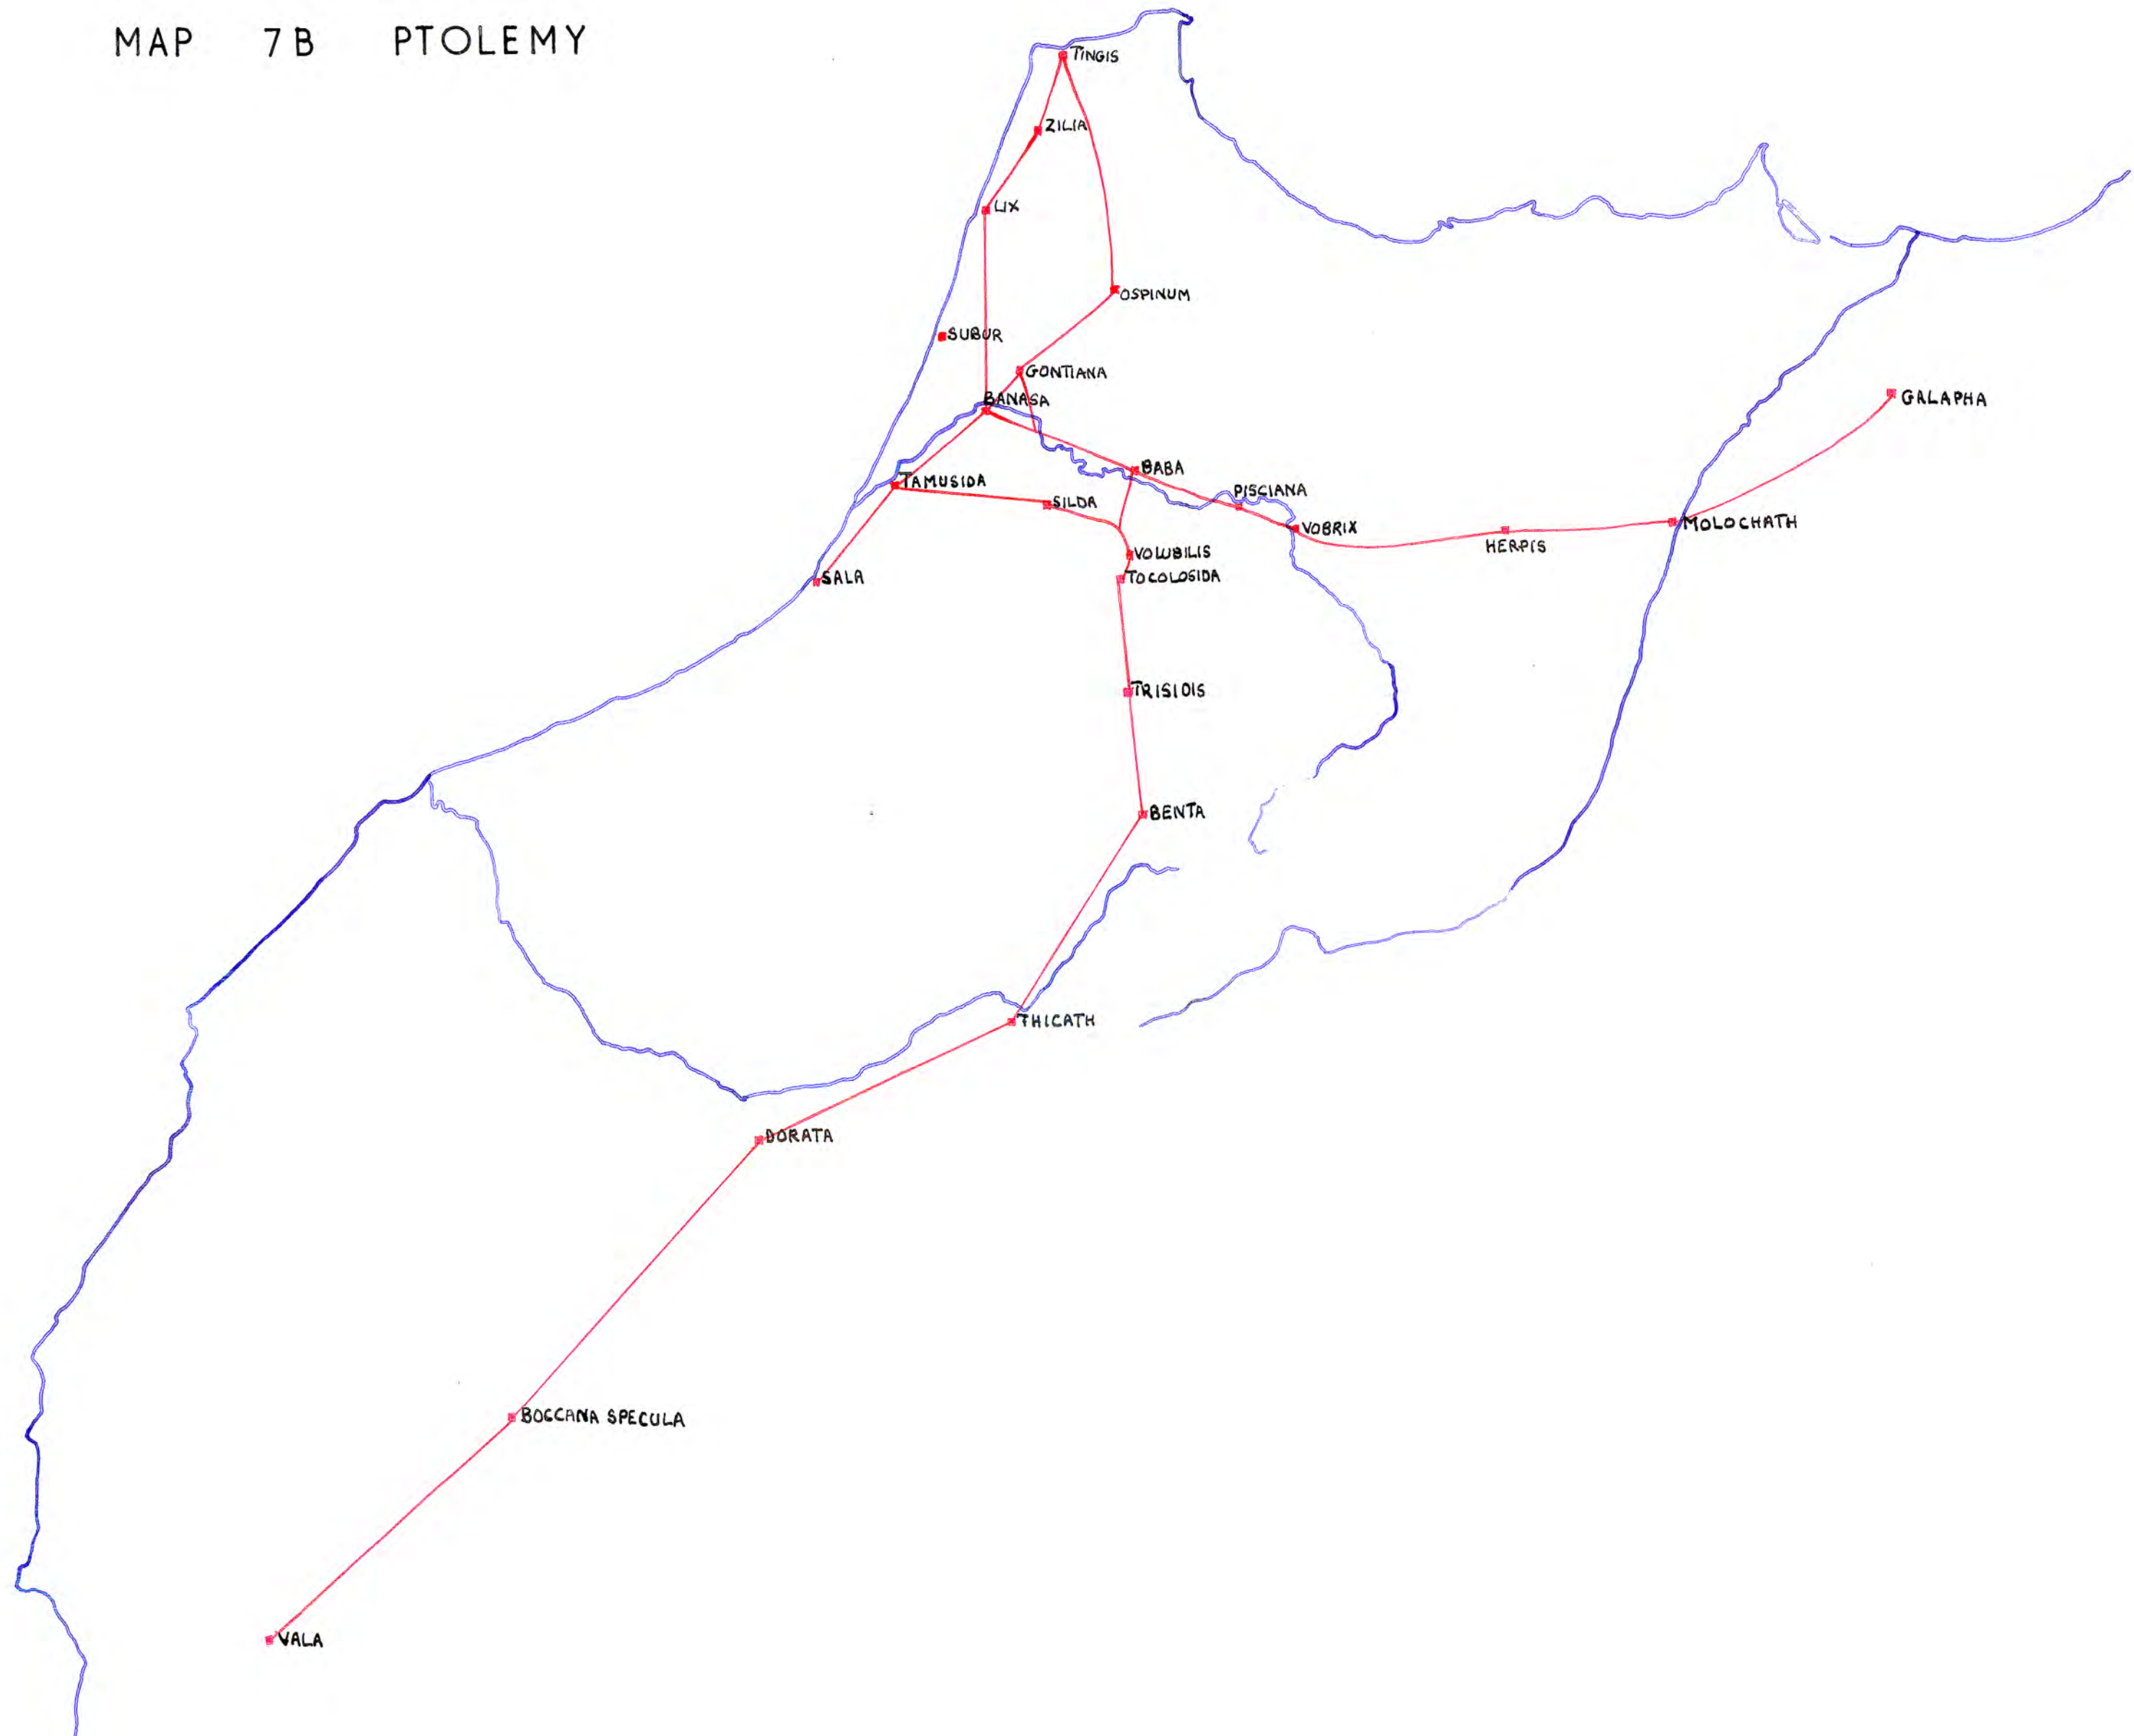 MAP 7B PTOLEMY
TINGIS
ZILIA
LIX
OSPINUM
SUBUR
GONTIANA
BANASA
GALAPHA
BABA
TAMUSIDA
PISCIANA
SILDA
MOLOCHATH
VOBRIX
HERPIS
VOLUBILIS
SALA
TOCOLOSIDA
TRISIDIS
BENTA
THICATH
DORATA
BOCCANA SPECULA
VALA